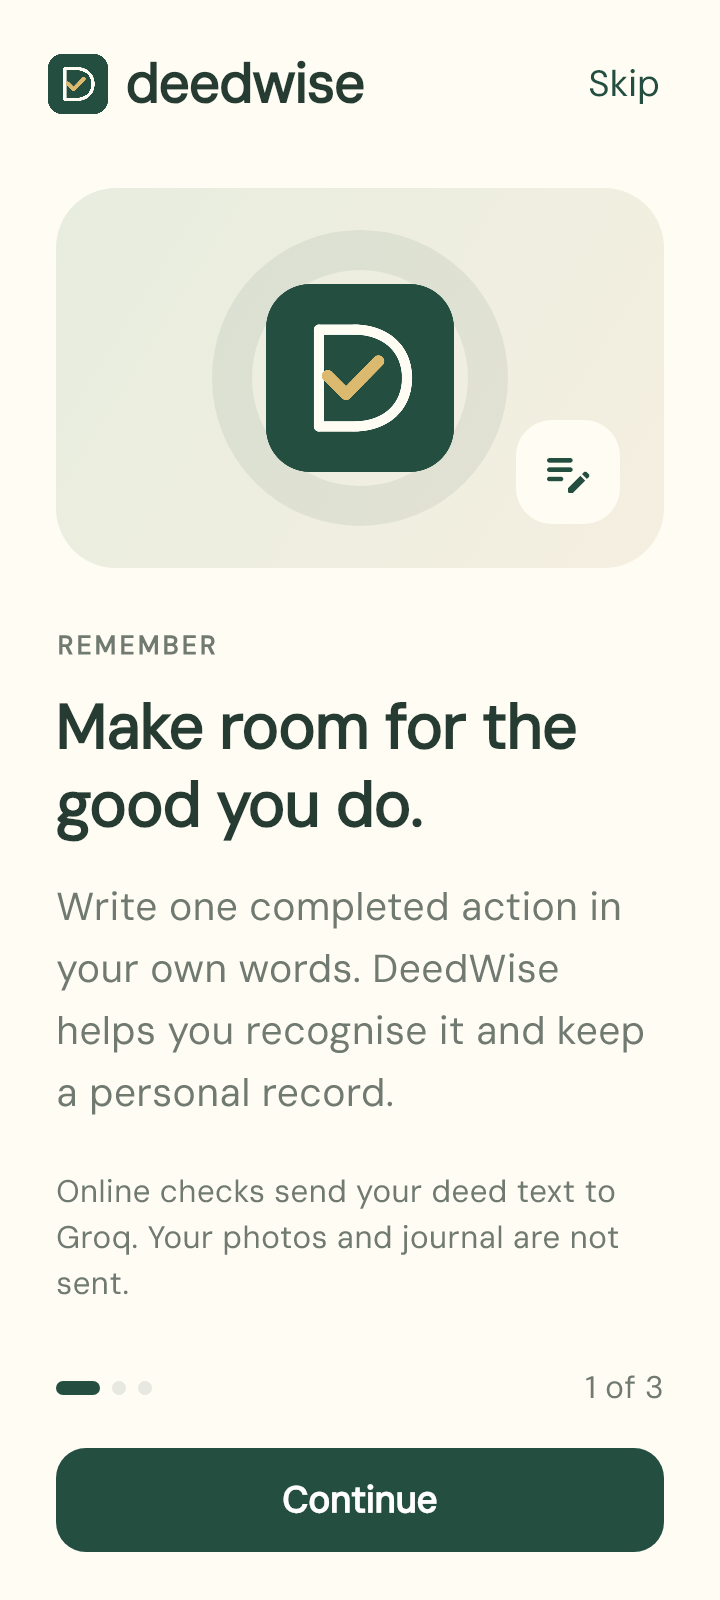 deedwise
Skip
REMEMBER
Make room for the
good you do.
Write one completed action in
your own words. DeedWise
helps you recognise it and keep
a personal record.
Online checks send your deed text to
Groq. Your photos and journal are not
sent.
1 of 3
Continue